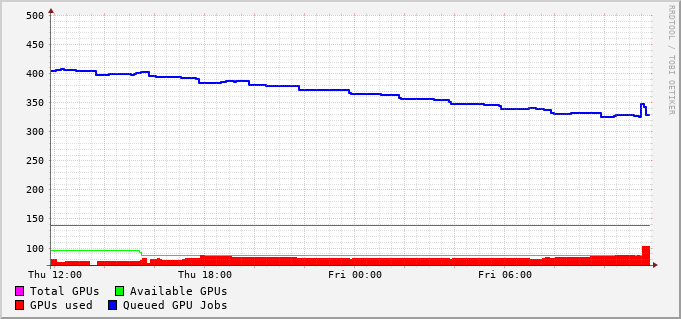 500
450
400
350
300
250
200
150
100
Thu 12:00 Thu 18:00 Fri 00:00 Fri 06:00
Total GPUs Available GPUs
GPUs used Queued GPU Jobs
RRDTOOL / TOBI OETIKER